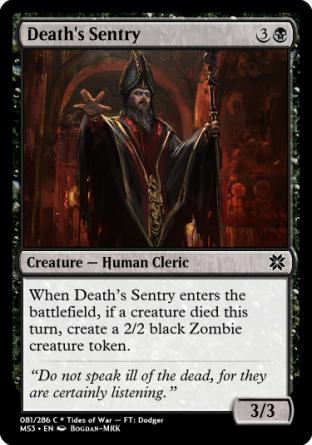 Death's Sentry 3
Creature — Human Cleric
When Death's Sentry enters the
battlefield, if a creature died this
turn, create a 2/2 black Zombie
creature token.
“Do not speak ill of the dead, for they
are certainly listening.”
3/3
081/286 C * Tides of War — FT: Dodger
MS3 • EN Bogdan-MRK